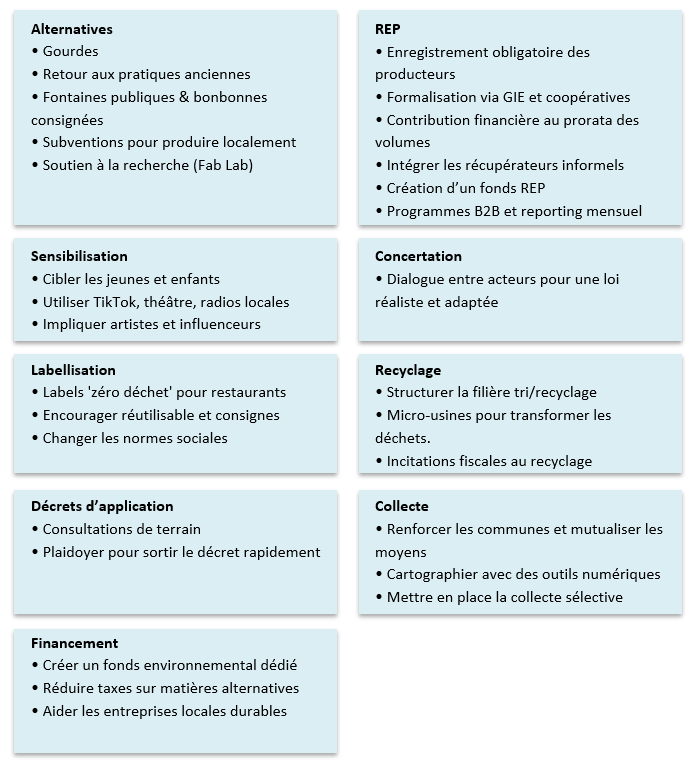 Alternatives
• Gourdes
• Retour aux pratiques anciennes
• Fontaines publiques & bonbonnes
consignées
• Subventions pour produire localement
• Soutien à la recherche (Fab Lab)
REP
• Enregistrement obligatoire des
producteurs
• Formalisation via GIE et coopératives
• Contribution financière au prorata des
volumes
• Intégrer les récupérateurs informels
• Création d’un fonds REP
• Programmes B2B et reporting mensuel
Sensibilisation
• Cibler les jeunes et enfants
• Utiliser TikTok, théâtre, radios locales
• Impliquer artistes et influenceurs
Concertation
• Dialogue entre acteurs pour une loi
réaliste et adaptée
Labellisation
• Labels 'zéro déchet' pour restaurants
• Encourager réutilisable et consignes
• Changer les normes sociales
Recyclage
• Structurer la filière tri/recyclage
• Micro-usines pour transformer les
déchets.
• Incitations fiscales au recyclage
Décrets d’application
• Consultations de terrain
• Plaidoyer pour sortir le décret rapidement
Collecte
• Renforcer les communes et mutualiser les
moyens
• Cartographier avec des outils numériques
• Mettre en place la collecte sélective
Financement
• Créer un fonds environnemental dédié
• Réduire taxes sur matières alternatives
• Aider les entreprises locales durables